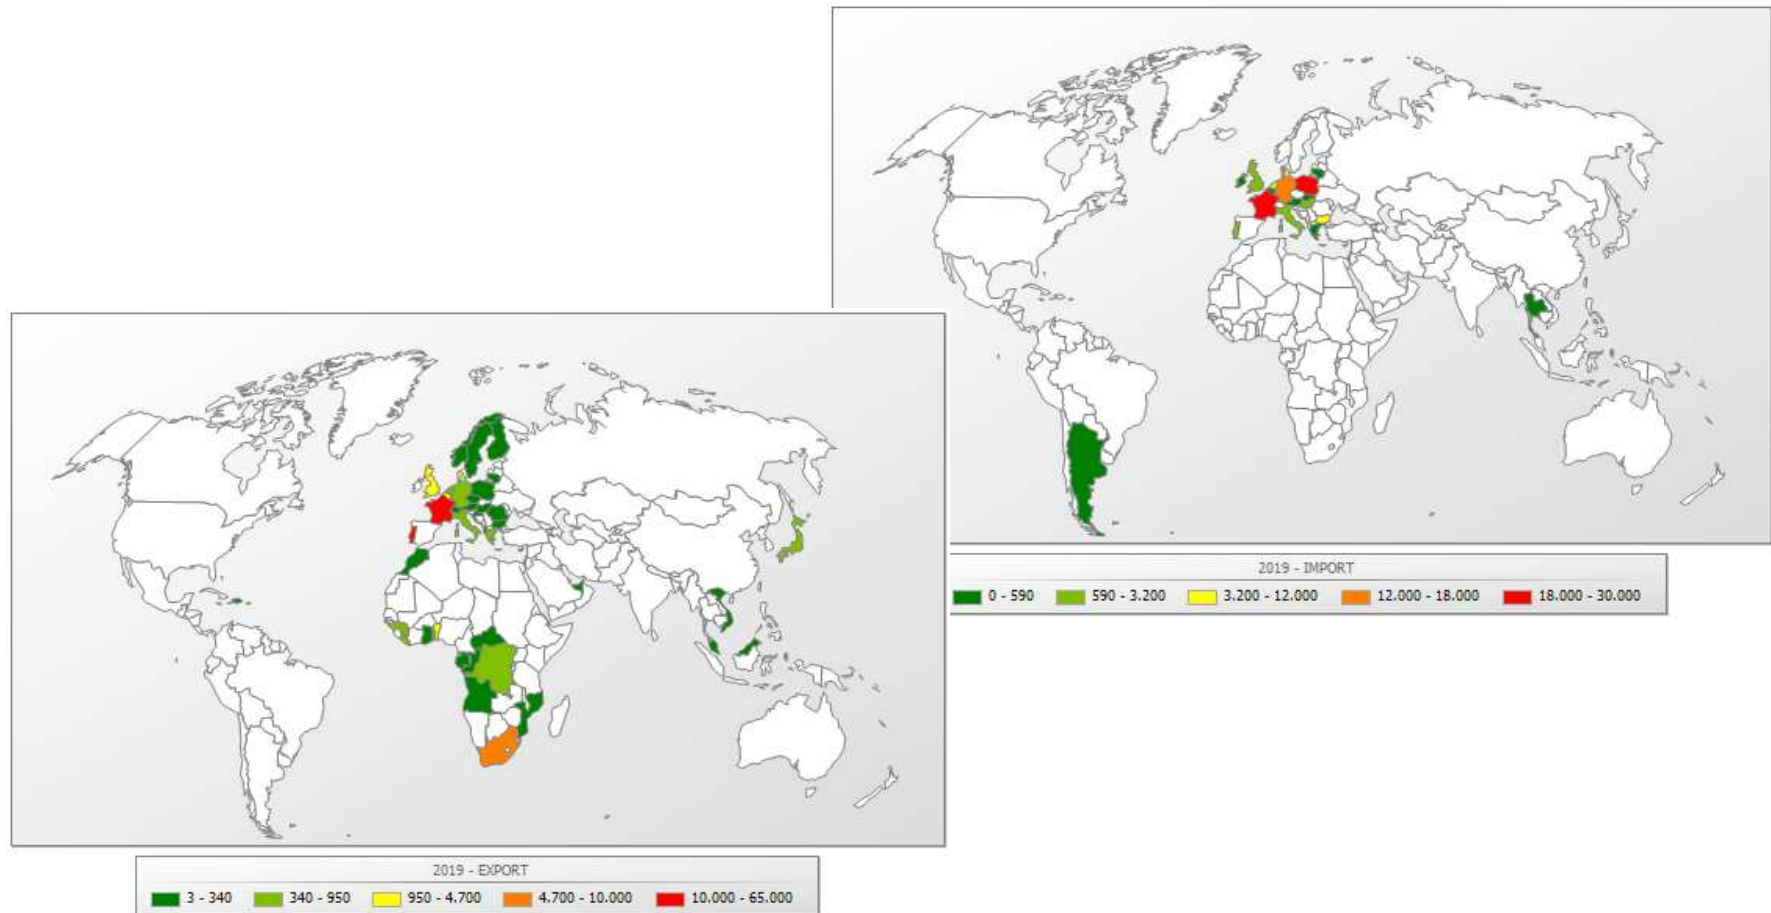 2019 - IMPORT
0 - 590 590 - 3.200 3.200 - 12.000 12.000 - 18.000 18.000 - 30.000
2019 - EXPORT
3 - 340 340 - 950 950 - 4.700 4.700 - 10.000 10.000 - 65.000